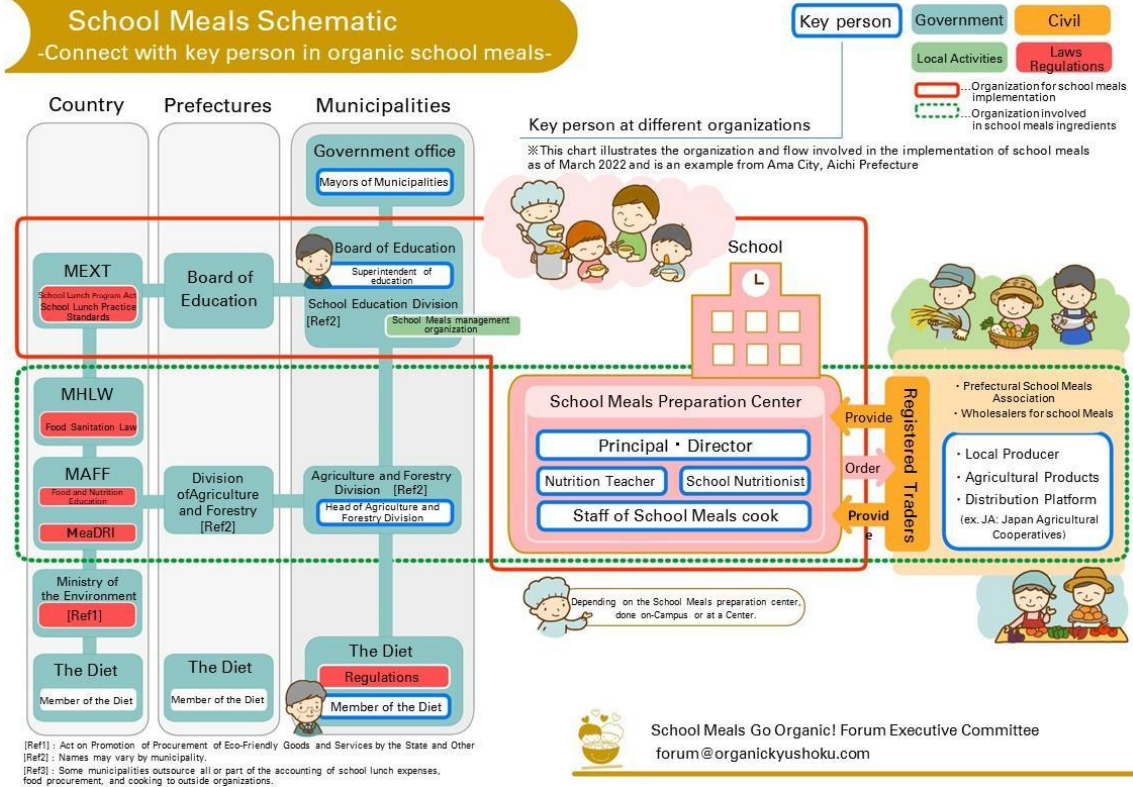 School Meals Schematic
-Connect with key person in organic school meals-
Key person
Government
Civil
Local Activities
Laws
Regulations
...Organization for school meals
implementation
...Organization involved
in school meals ingredients
Key person at different organizations
※This chart illustrates the organization and flow involved in the implementation of school meals
as of March 2022 and is an example from Ama City, Aichi Prefecture
Country
Prefectures
Municipalities
Government office
Mayors of Municipalities
MEXT
School Lunch Program Act
School Lunch Practice
Standards
Board of
Education
Board of Education
Superintendent of
education
School Education Division
[Ref2]
School Meals management
organization
MHLW
Food Sanitation Law
MAFF
Food and Nutrition
Education
MeaDRI
Division
ofAgriculture
and Forestry
[Ref2]
Agriculture and Forestry
Division [Ref2]
Head of Agriculture and
Forestry Division
Ministry of
the Environment
[Ref1]
The Diet
Member of the Diet
The Diet
Member of the Diet
The Diet
Regulations
Member of the Diet
School
School Meals Preparation Center
Principal・Director
Nutrition Teacher
School Nutritionist
Staff of School Meals cook
Provide
Order
Provid
e
Registered Traders
・Prefectural School Meals
Association
・Wholesalers for school Meals
・Local Producer
・Agricultural Products
・Distribution Platform
(ex. JA: Japan Agricultural
Cooperatives)
Depending on the School Meals preparation center,
done on-Campus or at a Center.
[Ref1] : Act on Promotion of Procurement of Eco-Friendly Goods and Services by the State and Other
[Ref2] : Names may vary by municipality.
[Ref3] : Some municipalities outsource all or part of the accounting of school lunch expenses,
food procurement, and cooking to outside organizations.
School Meals Go Organic! Forum Executive Committee
forum@organickyushoku.com